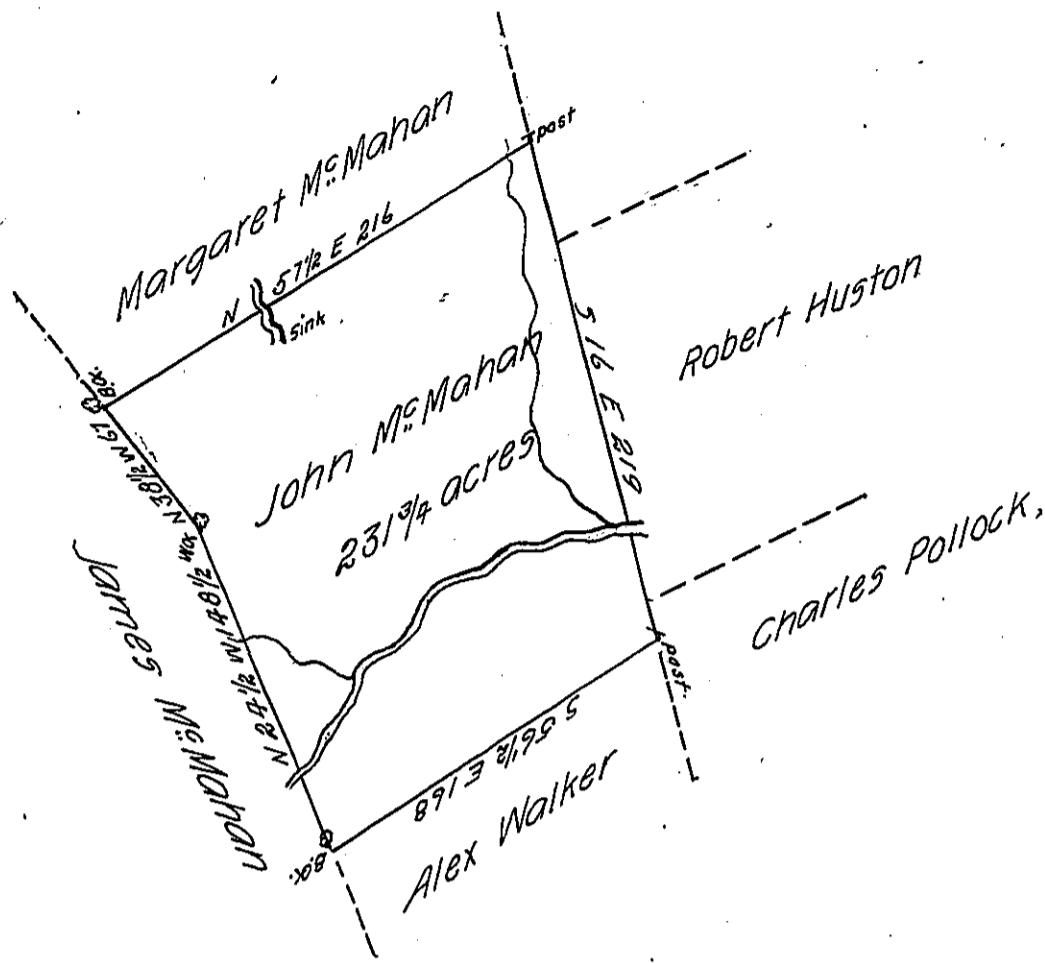 Margaret McMahan
post
N 57½ E 216
Sink
B.O.
S 16 E 219
Robert Huston
John McMahan
231¾ acres
N 38½ W 67
W.O.
N 24½ W 148½
James McMahan
Charles Pollock,
post.
S 56½ E 168
Alex Walker
B.O.